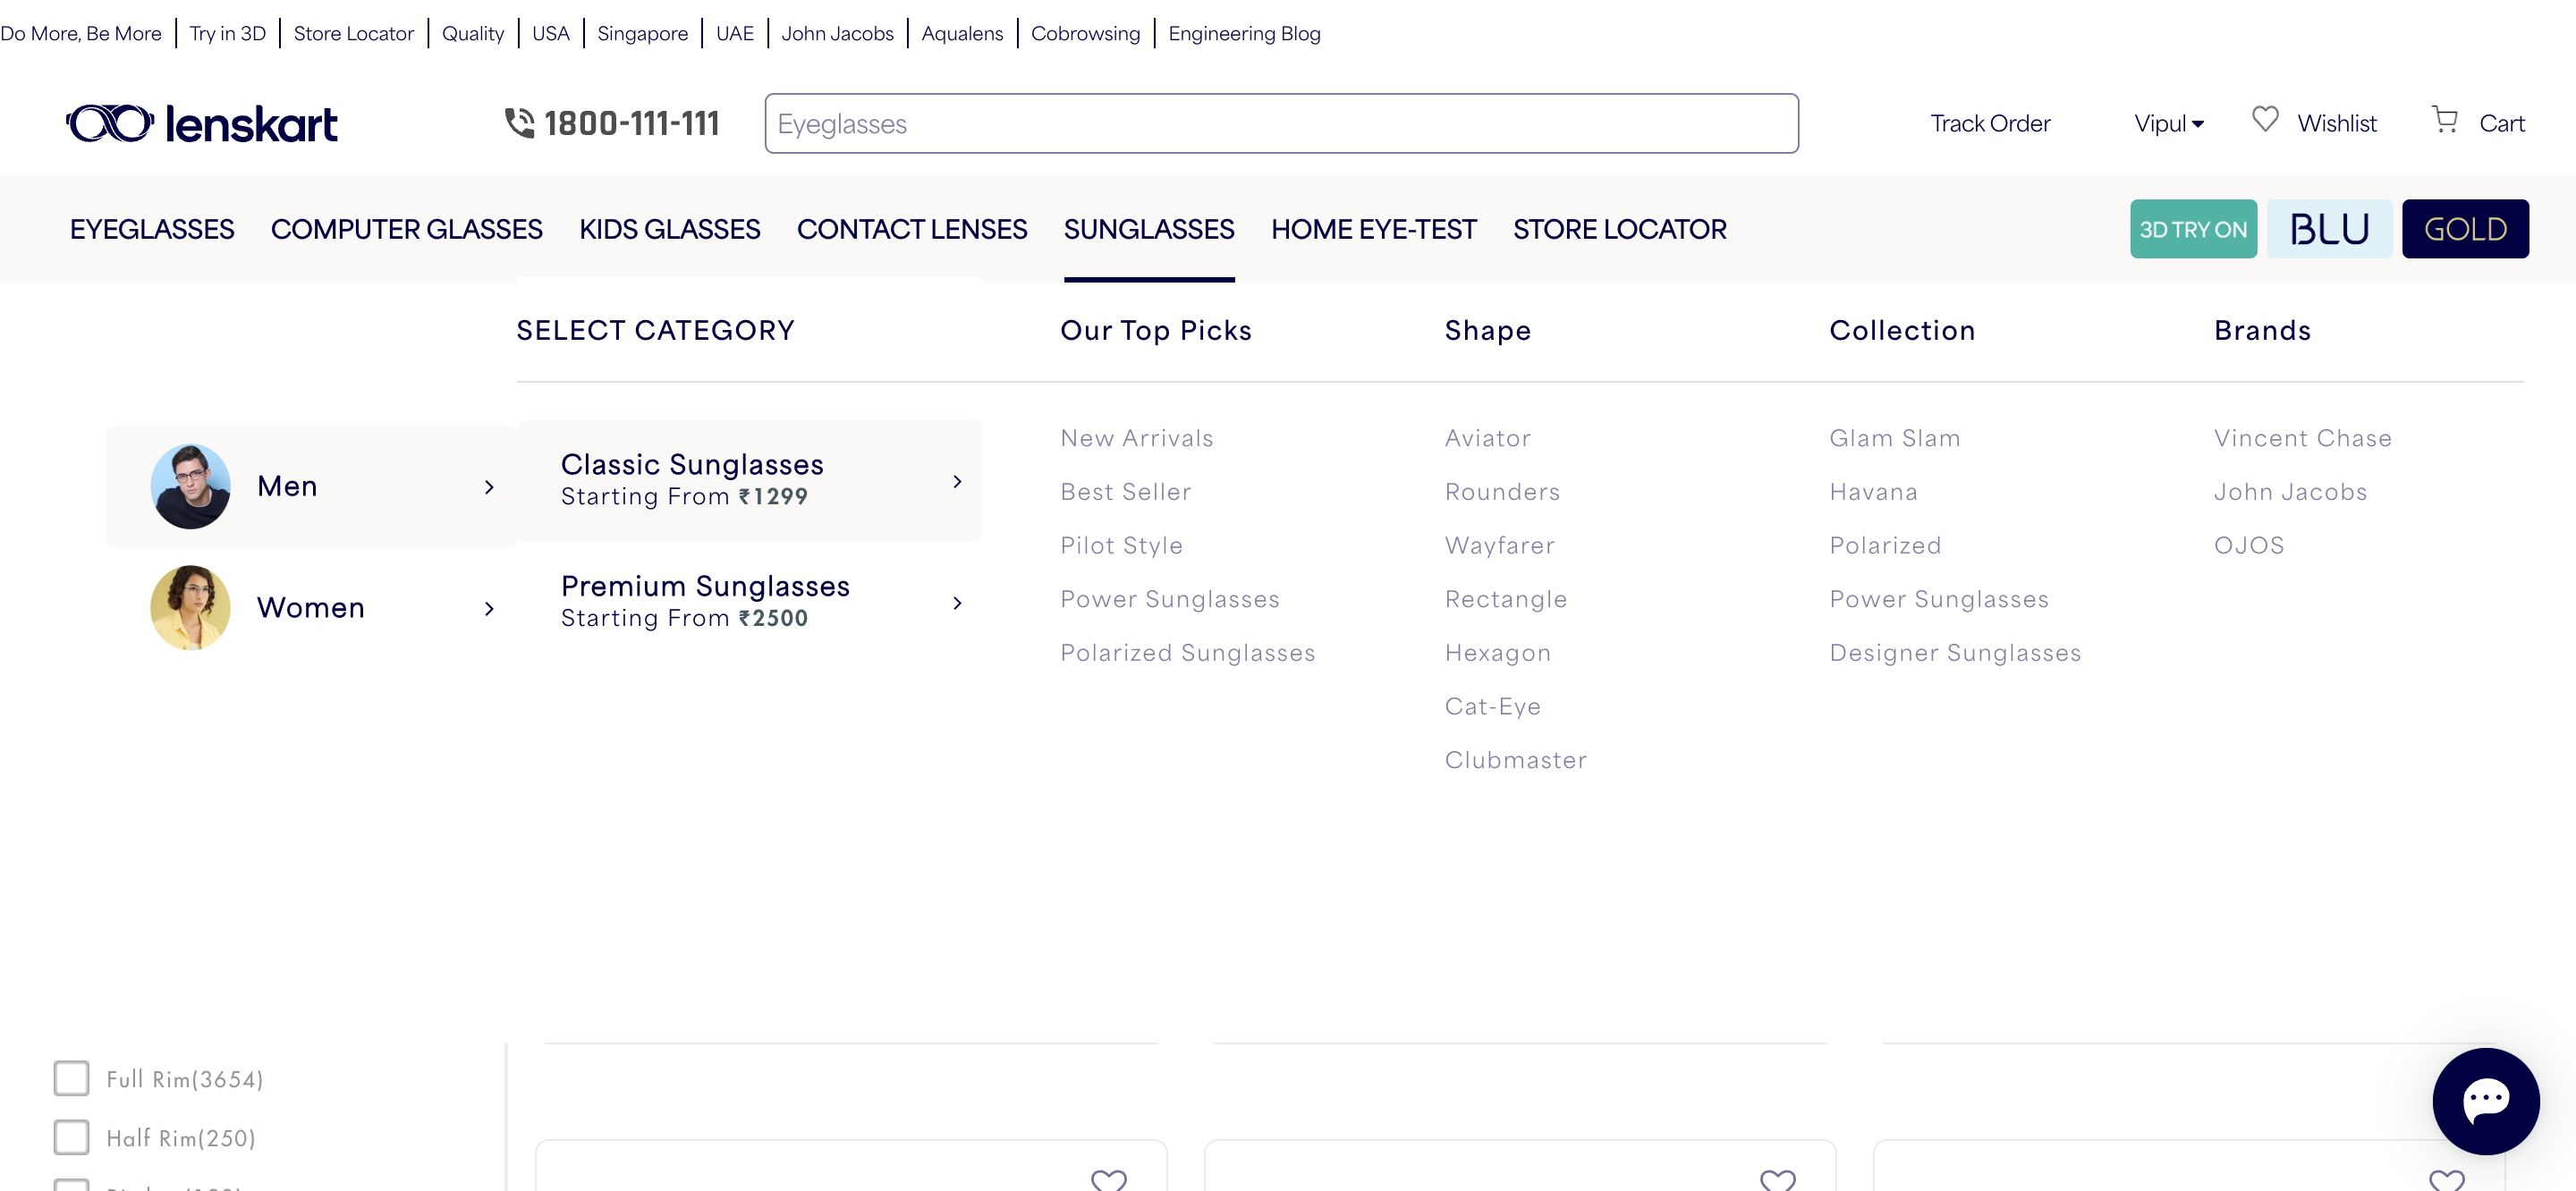 Do More, Be More | Try in 3D | Store Locator | Quality | USA | Singapore | UAE | John Jacobs | Aqualens | Cobrowsing | Engineering Blog
lenskart
1800-111-111
Eyeglasses
Track Order
Vipul
Wishlist
Cart
EYEGLASSES
COMPUTER GLASSES
KIDS GLASSES
CONTACT LENSES
SUNGLASSES
HOME EYE-TEST
STORE LOCATOR
3D TRY ON
BLU
GOLD
Men
Women
SELECT CATEGORY
Classic Sunglasses
Starting From ₹1299
Premium Sunglasses
Starting From ₹2500
Our Top Picks
New Arrivals
Best Seller
Pilot Style
Power Sunglasses
Polarized Sunglasses
Shape
Aviator
Rounders
Wayfarer
Rectangle
Hexagon
Cat-Eye
Clubmaster
Collection
Glam Slam
Havana
Polarized
Power Sunglasses
Designer Sunglasses
Brands
Vincent Chase
John Jacobs
OJOS
Full Rim(3654)
Half Rim(250)